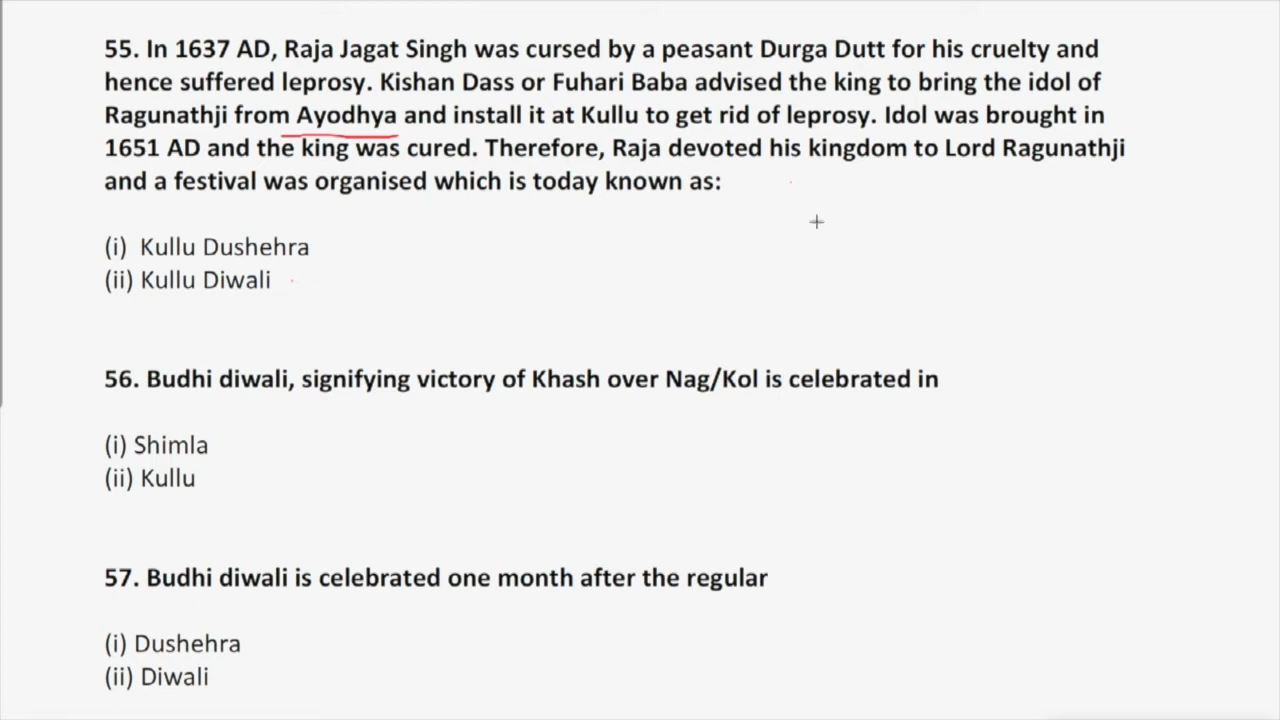 55. In 1637 AD, Raja Jagat Singh was cursed by a peasant Durga Dutt for his cruelty and
hence suffered leprosy. Kishan Dass or Fuhari Baba advised the king to bring the idol of
Ragunathji from Ayodhya and install it at Kullu to get rid of leprosy. Idol was brought in
1651 AD and the king was cured. Therefore, Raja devoted his kingdom to Lord Ragunathji
and a festival was organised which is today known as:
(i) Kullu Dushehra
(ii) Kullu Diwali
56. Budhi diwali, signifying victory of Khash over Nag/Kol is celebrated in
(i) Shimla
(ii) Kullu
57. Budhi diwali is celebrated one month after the regular
(i) Dushehra
(ii) Diwali